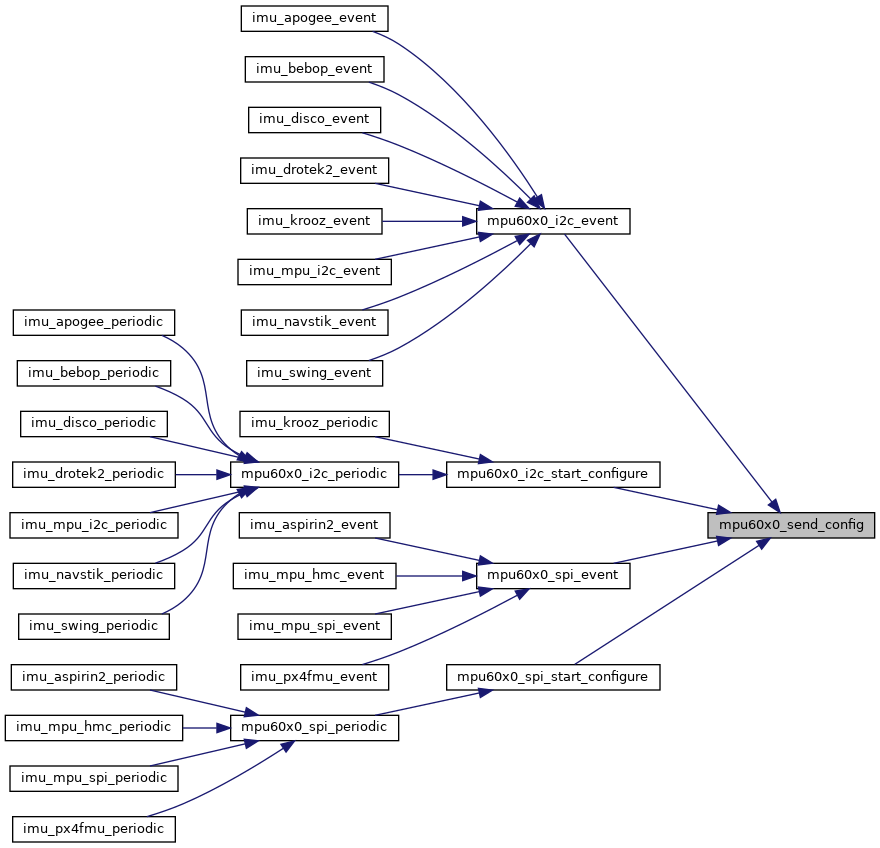 imu_apogee_event
imu_bebop_event
imu_disco_event
imu_drotek2_event
mpu60x0_i2c_event
imu_krooz_event
imu_mpu_i2c_event
imu_apogee_periodic
imu_navstik_event
imu_bebop_periodic
imu_swing_event
imu_disco_periodic
imu_krooz_periodic
imu_drotek2_periodic
mpu60x0_i2c_periodic
mpu60x0_i2c_start_configure
imu_mpu_i2c_periodic
imu_aspirin2_event
mpu60x0_send_config
imu_navstik_periodic
imu_mpu_hmc_event
mpu60x0_spi_event
imu_swing_periodic
imu_mpu_spi_event
imu_aspirin2_periodic
imu_px4fmu_event
mpu60x0_spi_start_configure
imu_mpu_hmc_periodic
mpu60x0_spi_periodic
imu_mpu_spi_periodic
imu_px4fmu_periodic